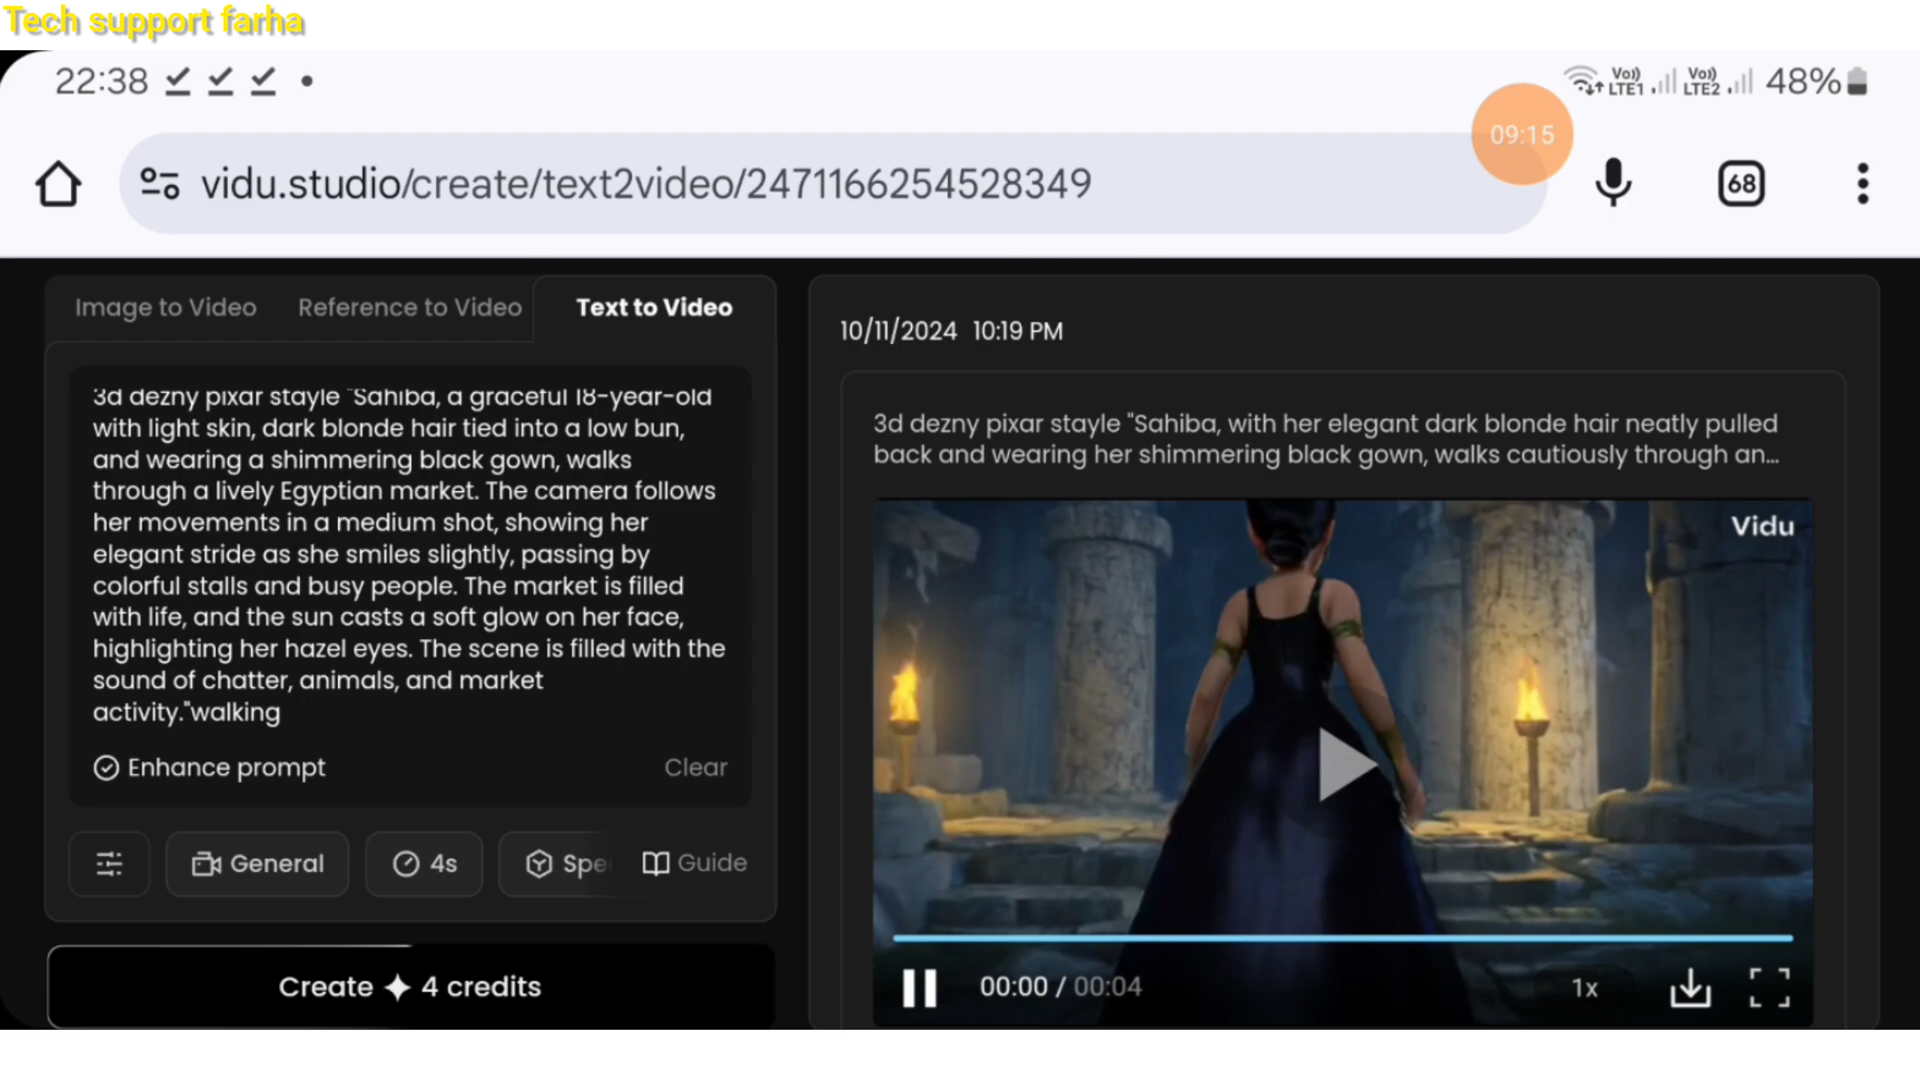 Tech support farha
22:38
Vo)) LTE1 Vo)) LTE2 48%
09:15
vidu.studio/create/text2video/2471166254528349
68
Image to Video Reference to Video Text to Video
3d dezny pixar stayle "Sahiba, a graceful 18-year-old
with light skin, dark blonde hair tied into a low bun,
and wearing a shimmering black gown, walks
through a lively Egyptian market. The camera follows
her movements in a medium shot, showing her
elegant stride as she smiles slightly, passing by
colorful stalls and busy people. The market is filled
with life, and the sun casts a soft glow on her face,
highlighting her hazel eyes. The scene is filled with the
sound of chatter, animals, and market
activity."walking
Enhance prompt Clear
General 4s Spe Guide
Create 4 credits
10/11/2024 10:19 PM
3d dezny pixar stayle "Sahiba, with her elegant dark blonde hair neatly pulled
back and wearing her shimmering black gown, walks cautiously through an...
Vidu
00:00 / 00:04 1x